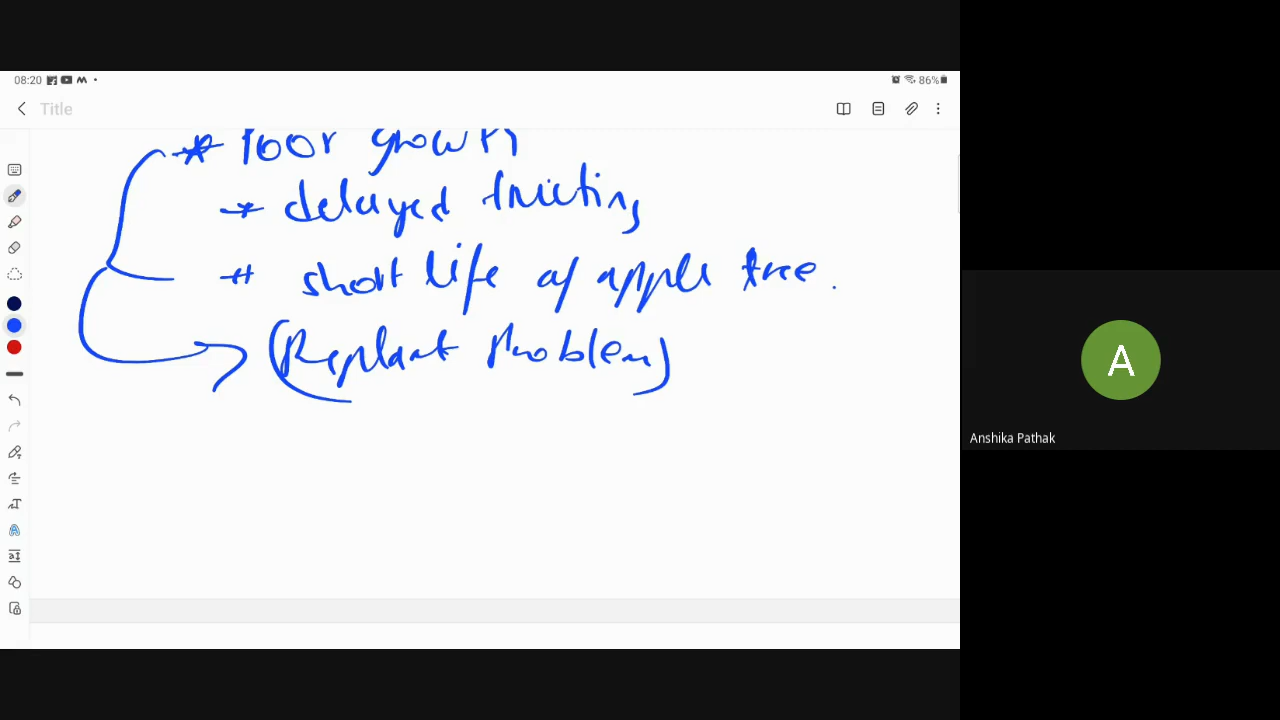 08:20 86%
Title
* Poor growth
* delayed fruiting
* short life of apple tree.
(Replant Problem)
A
Anshika Pathak